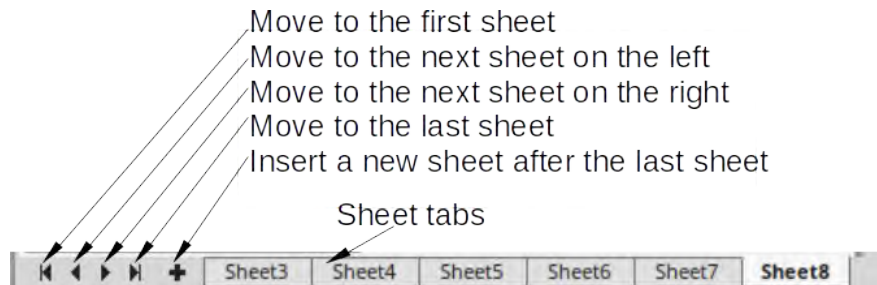 Move to the first sheet
Move to the next sheet on the left
Move to the next sheet on the right
Move to the last sheet
Insert a new sheet after the last sheet
Sheet tabs
Sheet3 Sheet4 Sheet5 Sheet6 Sheet7 Sheet8